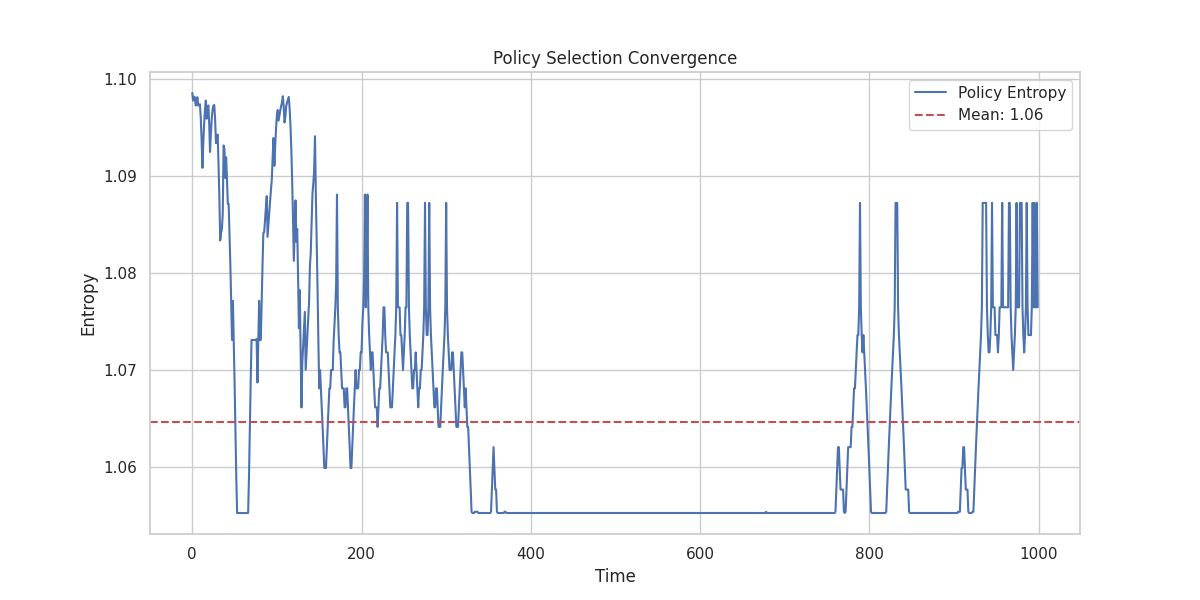 Policy Selection Convergence
Policy Entropy
Mean: 1.06
Entropy
1.10
1.09
1.08
1.07
1.06
0
200
400
600
800
1000
Time